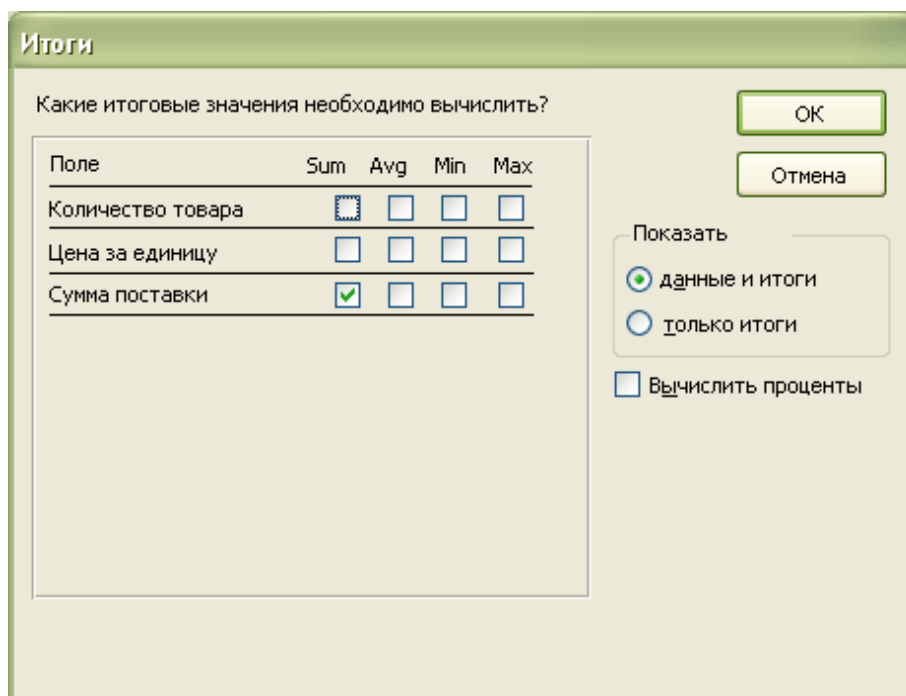 Итоги
Какие итоговые значения необходимо вычислить?
Поле Sum Avg Min Max
Количество товара
Цена за единицу
Сумма поставки
ОК
Отмена
Показать
данные и итоги
только итоги
Вычислить проценты